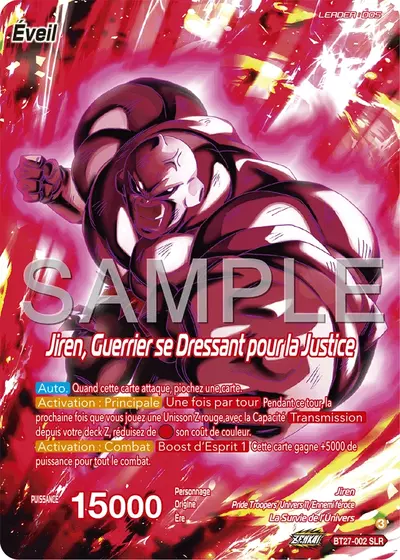 Éveil
LEADER : DOS
SAMPLE
Jiren, Guerrier se Dressant pour la Justice
Auto. Quand cette carte attaque, piochez une carte.
Activation : Principale Une fois par tour Pendant ce tour, la
prochaine fois que vous jouez une Unisson Z rouge, avec la Capacité Transmission
depuis votre deck Z, réduisez de son coût de couleur.
Activation : Combat Boost d'Esprit 1 Cette carte gagne +5000 de
puissance pour tout le combat.
PUISSANCE 15000
Personnage Jiren
Origine Pride Troopers/Univers 11/Ennemi féroce
Ère La Survie de l'Univers
ZENKAI
3
BT27-002 SLR